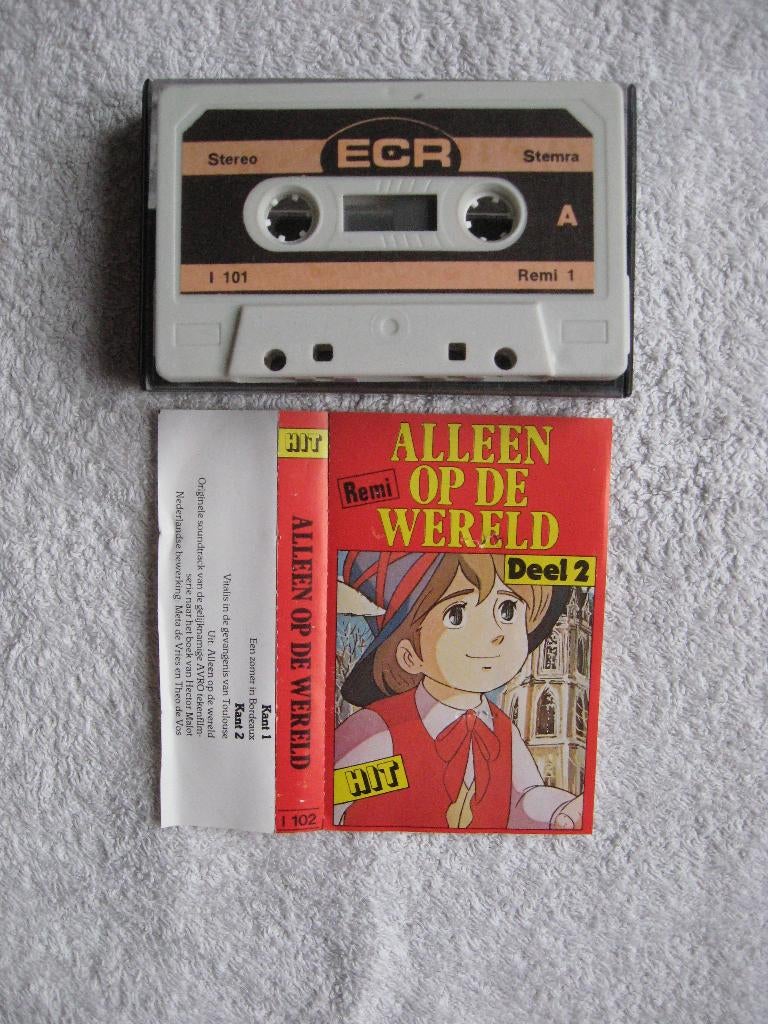 ECR
Stereo
Stemra
A
I 101
Remi 1
ALLEEN
OP DE
WERELD
Remi
Deel 2
HIT
HIT
ALLEEN OP DE WERELD
I 102
Kant 1
Een zomer in Bordeaux
Kant 2
Vitalis in de gevangenis van Toulouse
Uit: Alleen op de wereld
Originele soundtrack van de gelijknamige AVRO tekenfilm-
serie naar het boek van Hector Malot
Nederlandse bewerking: Meta de Vries en Theo de Vos